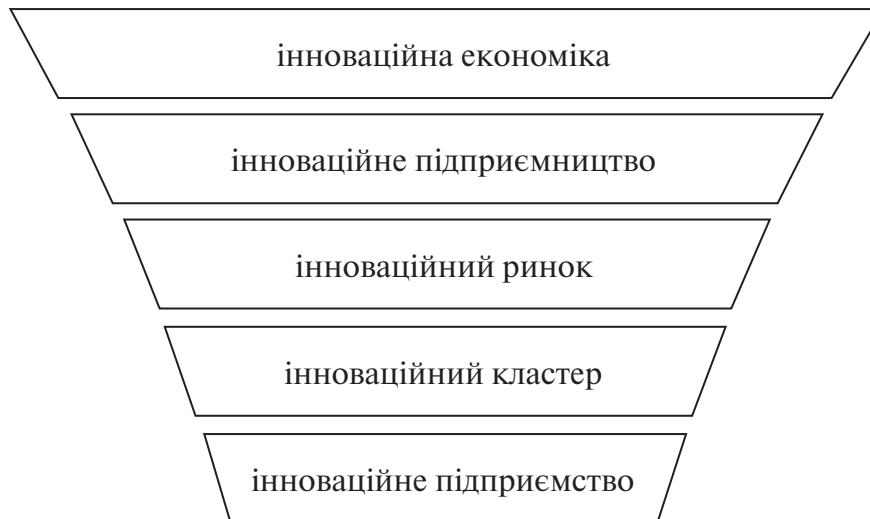 інноваційна економіка
інноваційне підприємництво
інноваційний ринок
інноваційний кластер
інноваційне підприємство